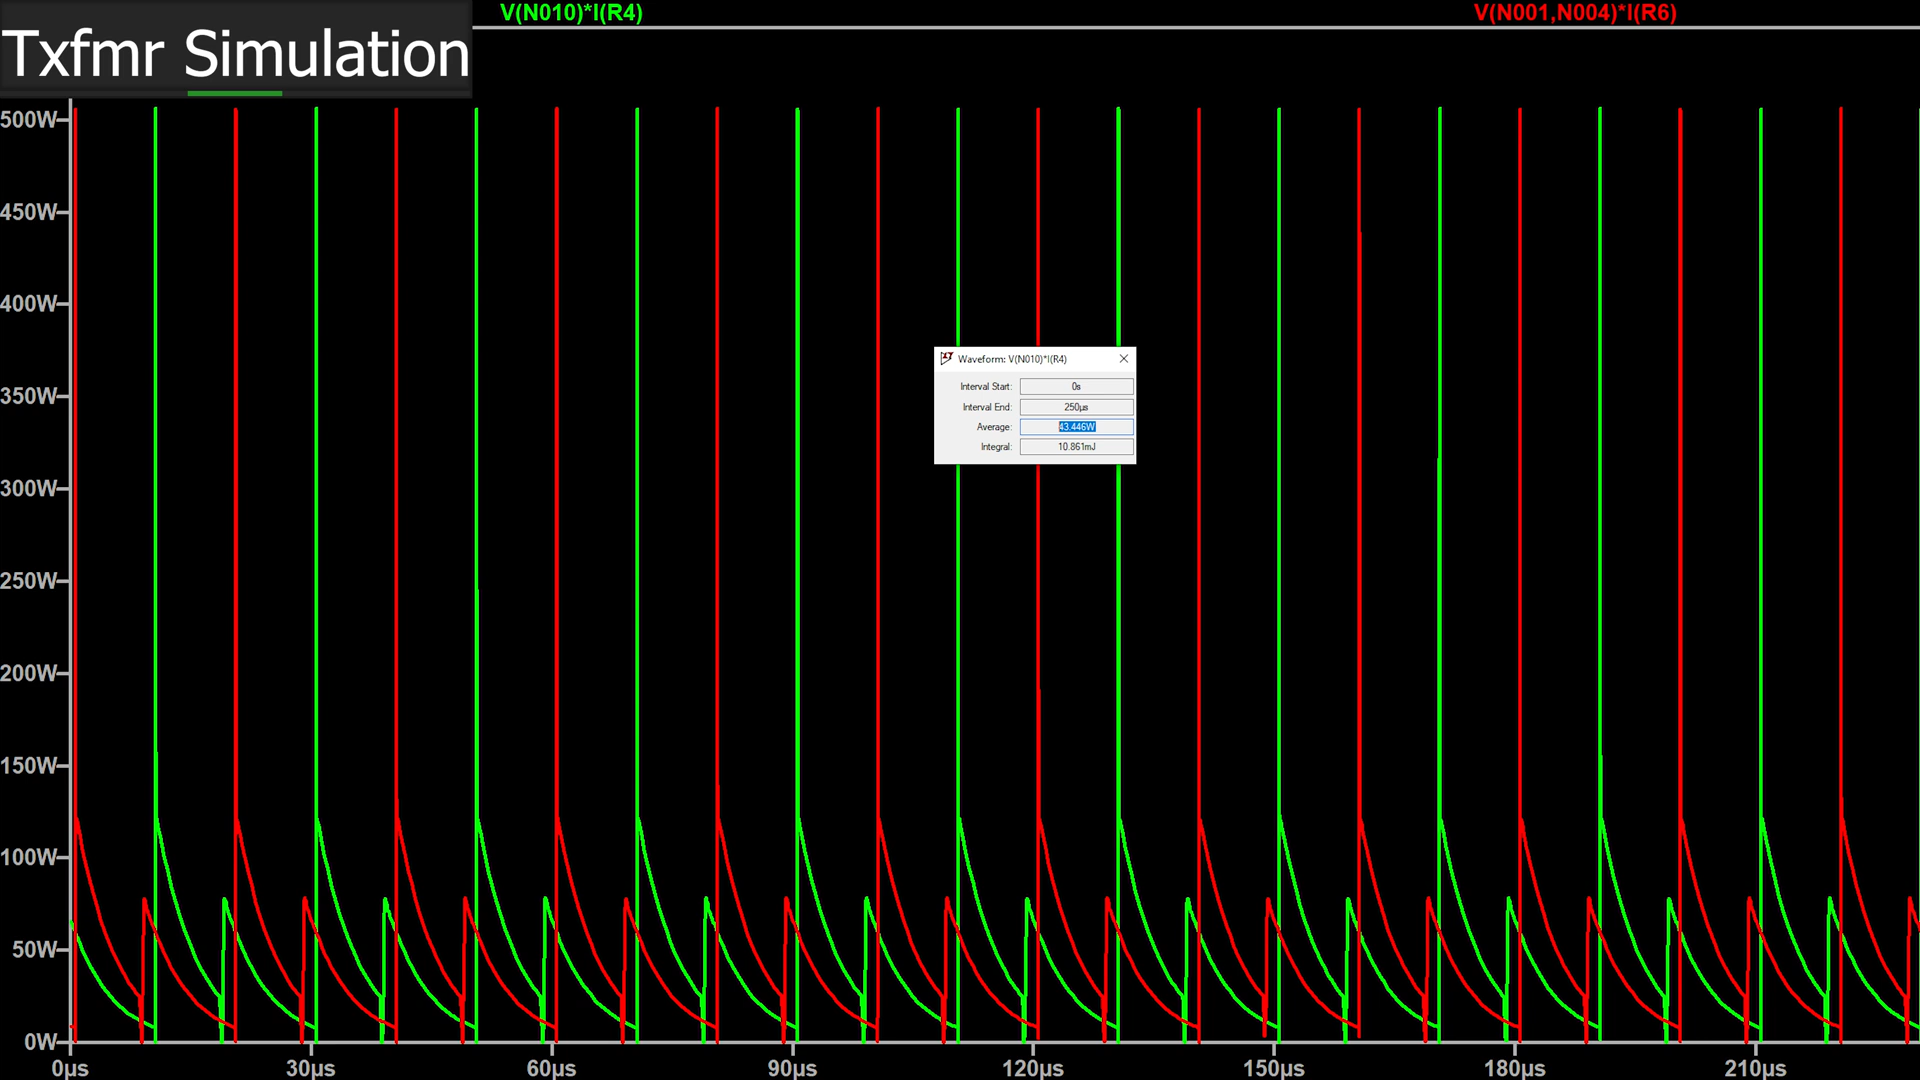 V(N010)*I(R4) V(N001,N004)*I(R6)
Txfmr Simulation
500W
450W
400W
350W
300W
250W
200W
150W
100W
50W
0W
Waveform: V(N010)*I(R4)
Interval Start: 0s
Interval End: 250µs
Average: 43.446W
Integral: 10.861mJ
0µs 30µs 60µs 90µs 120µs 150µs 180µs 210µs